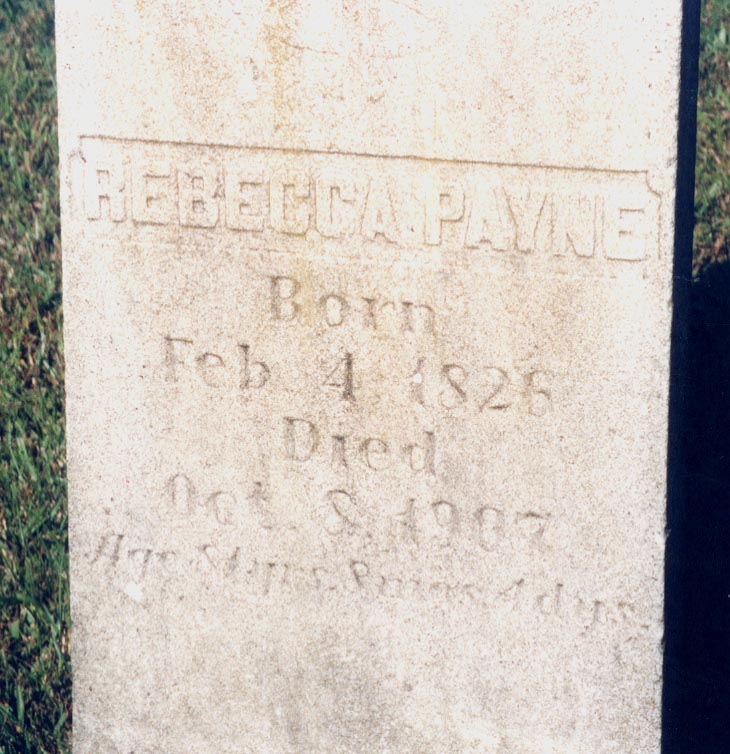 REBECCA PAYNE
Born
Feb 4, 1826
Died
Oct. 8, 1907
Age. 81 yrs. 8 mos. 4 dys.